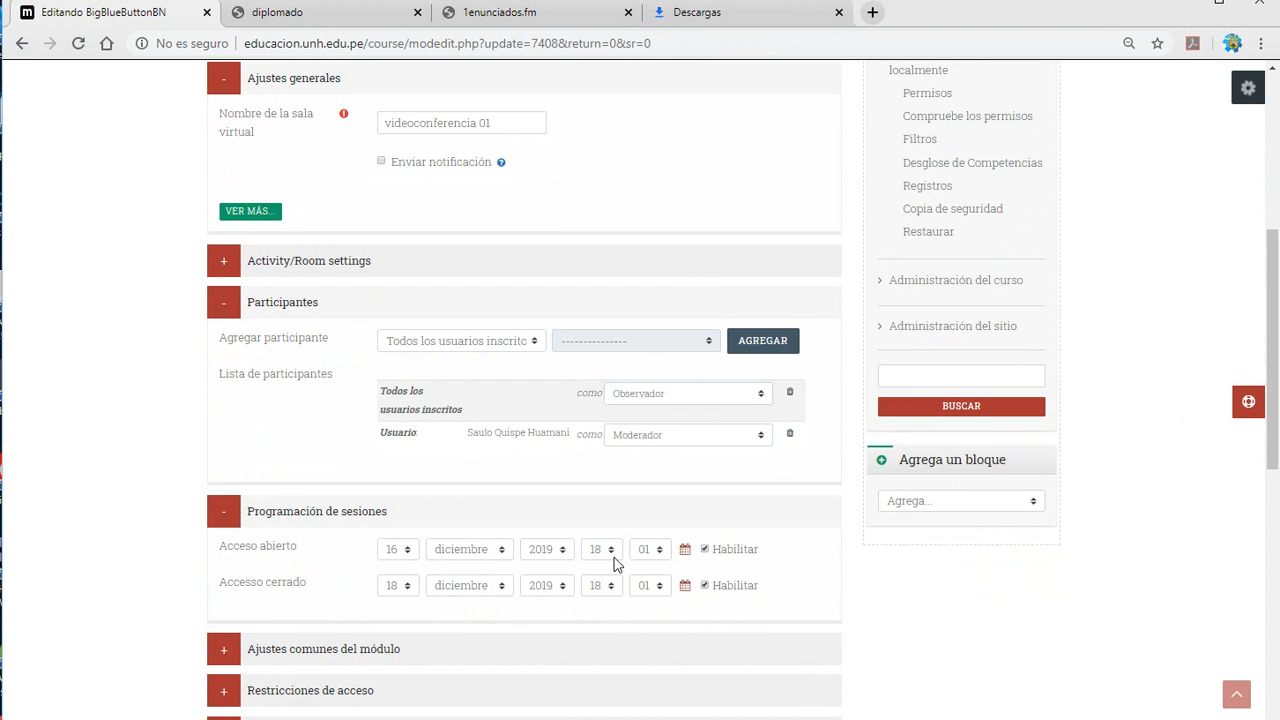 Editando BigBlueButtonBN
diplomado
1enunciados.fm
Descargas
No es seguro
educacion.unh.edu.pe/course/modedit.php?update=7408&return=0&sr=0
- Ajustes generales
Nombre de la sala
virtual
videoconferencia 01
Enviar notificación
VER MÁS...
+ Activity/Room settings
- Participantes
Agregar participante
Todos los usuarios inscrito
---------------
AGREGAR
Lista de participantes
Todos los
usuarios inscritos
como
Observador
Usuario:
Saulo Quispe Huamani
como
Moderador
- Programación de sesiones
Acceso abierto
16 diciembre 2019 18 01
Habilitar
Accesso cerrado
18 diciembre 2019 18 01
Habilitar
+ Ajustes comunes del módulo
+ Restricciones de acceso
localmente
Permisos
Compruebe los permisos
Filtros
Desglose de Competencias
Registros
Copia de seguridad
Restaurar
Administración del curso
Administración del sitio
BUSCAR
Agrega un bloque
Agrega...